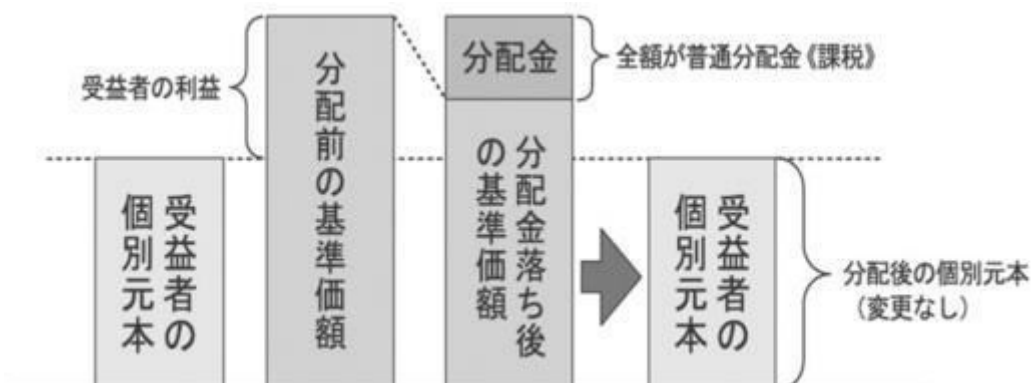 受益者の利益
受益者の
個別元本
分配前の基準価額
分配金
全額が普通分配金《課税》
分配金落ち後
の基準価額
受益者の
個別元本
分配後の個別元本
（変更なし）